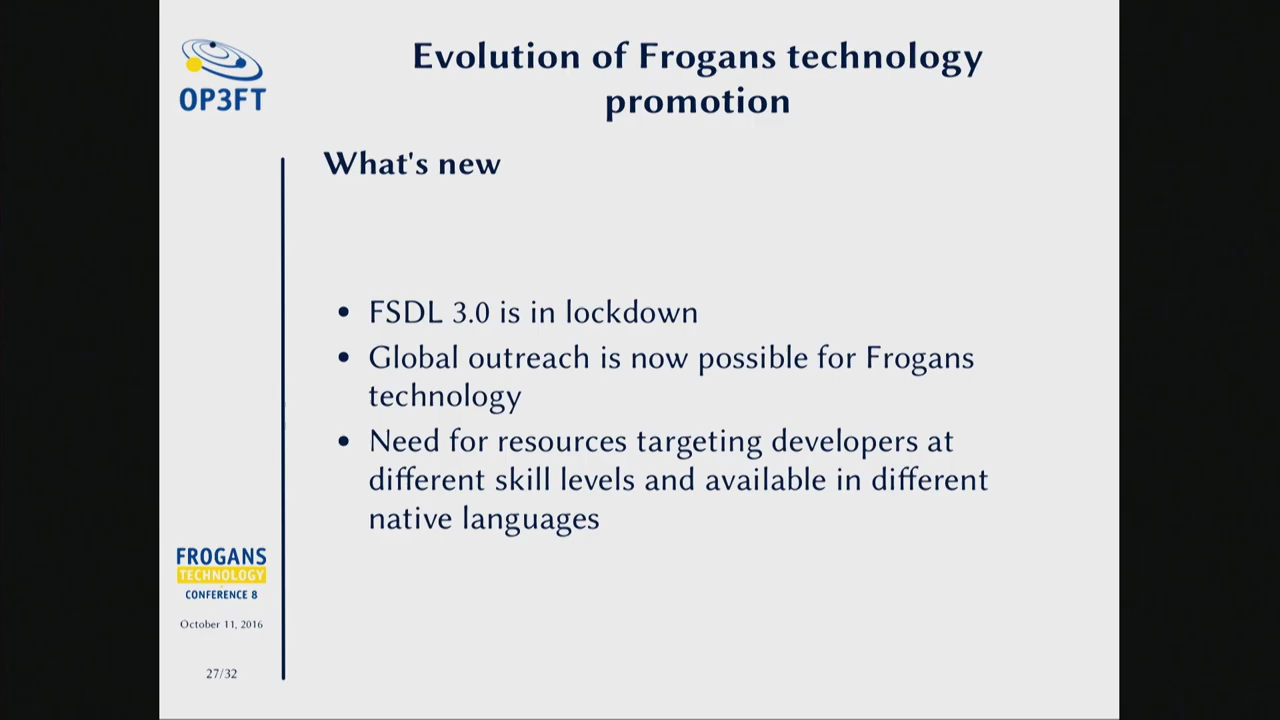 OP3FT
Evolution of Frogans technology
promotion
What's new
• FSDL 3.0 is in lockdown
• Global outreach is now possible for Frogans
technology
• Need for resources targeting developers at
different skill levels and available in different
native languages
FROGANS
TECHNOLOGY
CONFERENCE 8
October 11, 2016
27/32